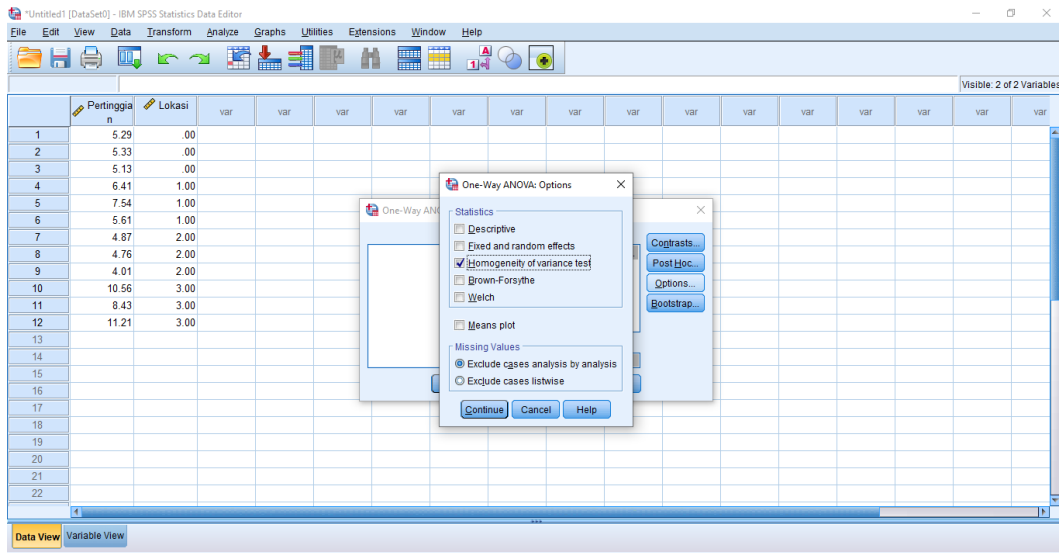 *Untitled1 [DataSet0] - IBM SPSS Statistics Data Editor
File Edit View Data Transform Analyze Graphs Utilities Extensions Window Help
Visible: 2 of 2 Variables
Pertinggian Lokasi var var var var var var var var var var var var var var var
1 5.29 .00
2 5.33 .00
3 5.13 .00
4 6.41 1.00
5 7.54 1.00
6 5.61 1.00
7 4.87 2.00
8 4.76 2.00
9 4.01 2.00
10 10.56 3.00
11 8.43 3.00
12 11.21 3.00
13
14
15
16
17
18
19
20
21
22
One-Way
Contrasts...
Post Hoc...
Options...
Bootstrap...
One-Way ANOVA: Options
Statistics
Descriptive
Fixed and random effects
Homogeneity of variance test
Brown-Forsythe
Welch
Means plot
Missing Values
Exclude cases analysis by analysis
Exclude cases listwise
Continue Cancel Help
Data View Variable View